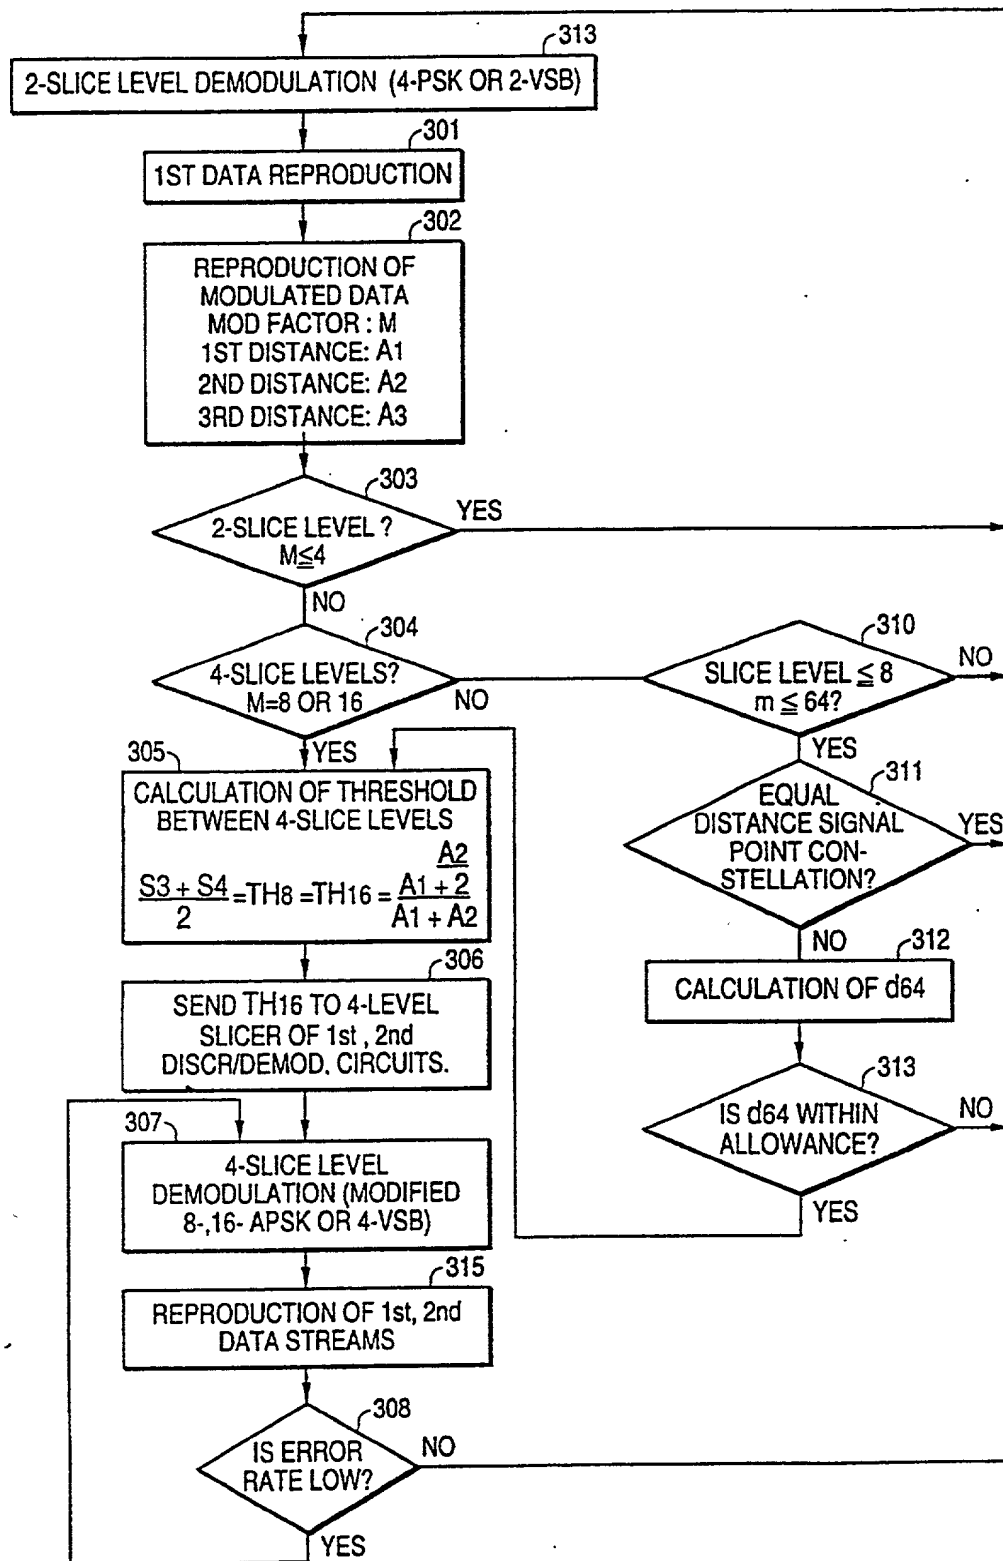 313
2-SLICE LEVEL DEMODULATION (4-PSK OR 2-VSB)
301
1ST DATA REPRODUCTION
302
REPRODUCTION OF
MODULATED DATA
MOD FACTOR : M
1ST DISTANCE: A1
2ND DISTANCE: A2
3RD DISTANCE: A3
303
2-SLICE LEVEL ?
M≦4
YES
NO
304
4-SLICE LEVELS?
M=8 OR 16
NO
YES
310
SLICE LEVEL ≦ 8
m ≦ 64?
NO
YES
305
CALCULATION OF THRESHOLD
BETWEEN 4-SLICE LEVELS
S3 + S4
2
=TH8 =TH16 =
A2
A1 + 2
A1 + A2
311
EQUAL
DISTANCE SIGNAL
POINT CON-
STELLATION?
YES
NO
312
CALCULATION OF d64
306
SEND TH16 TO 4-LEVEL
SLICER OF 1st , 2nd
DISCR/DEMOD. CIRCUITS.
313
IS d64 WITHIN
ALLOWANCE?
NO
YES
307
4-SLICE LEVEL
DEMODULATION (MODIFIED
8-,16- APSK OR 4-VSB)
315
REPRODUCTION OF 1st, 2nd
DATA STREAMS
308
IS ERROR
RATE LOW?
NO
YES